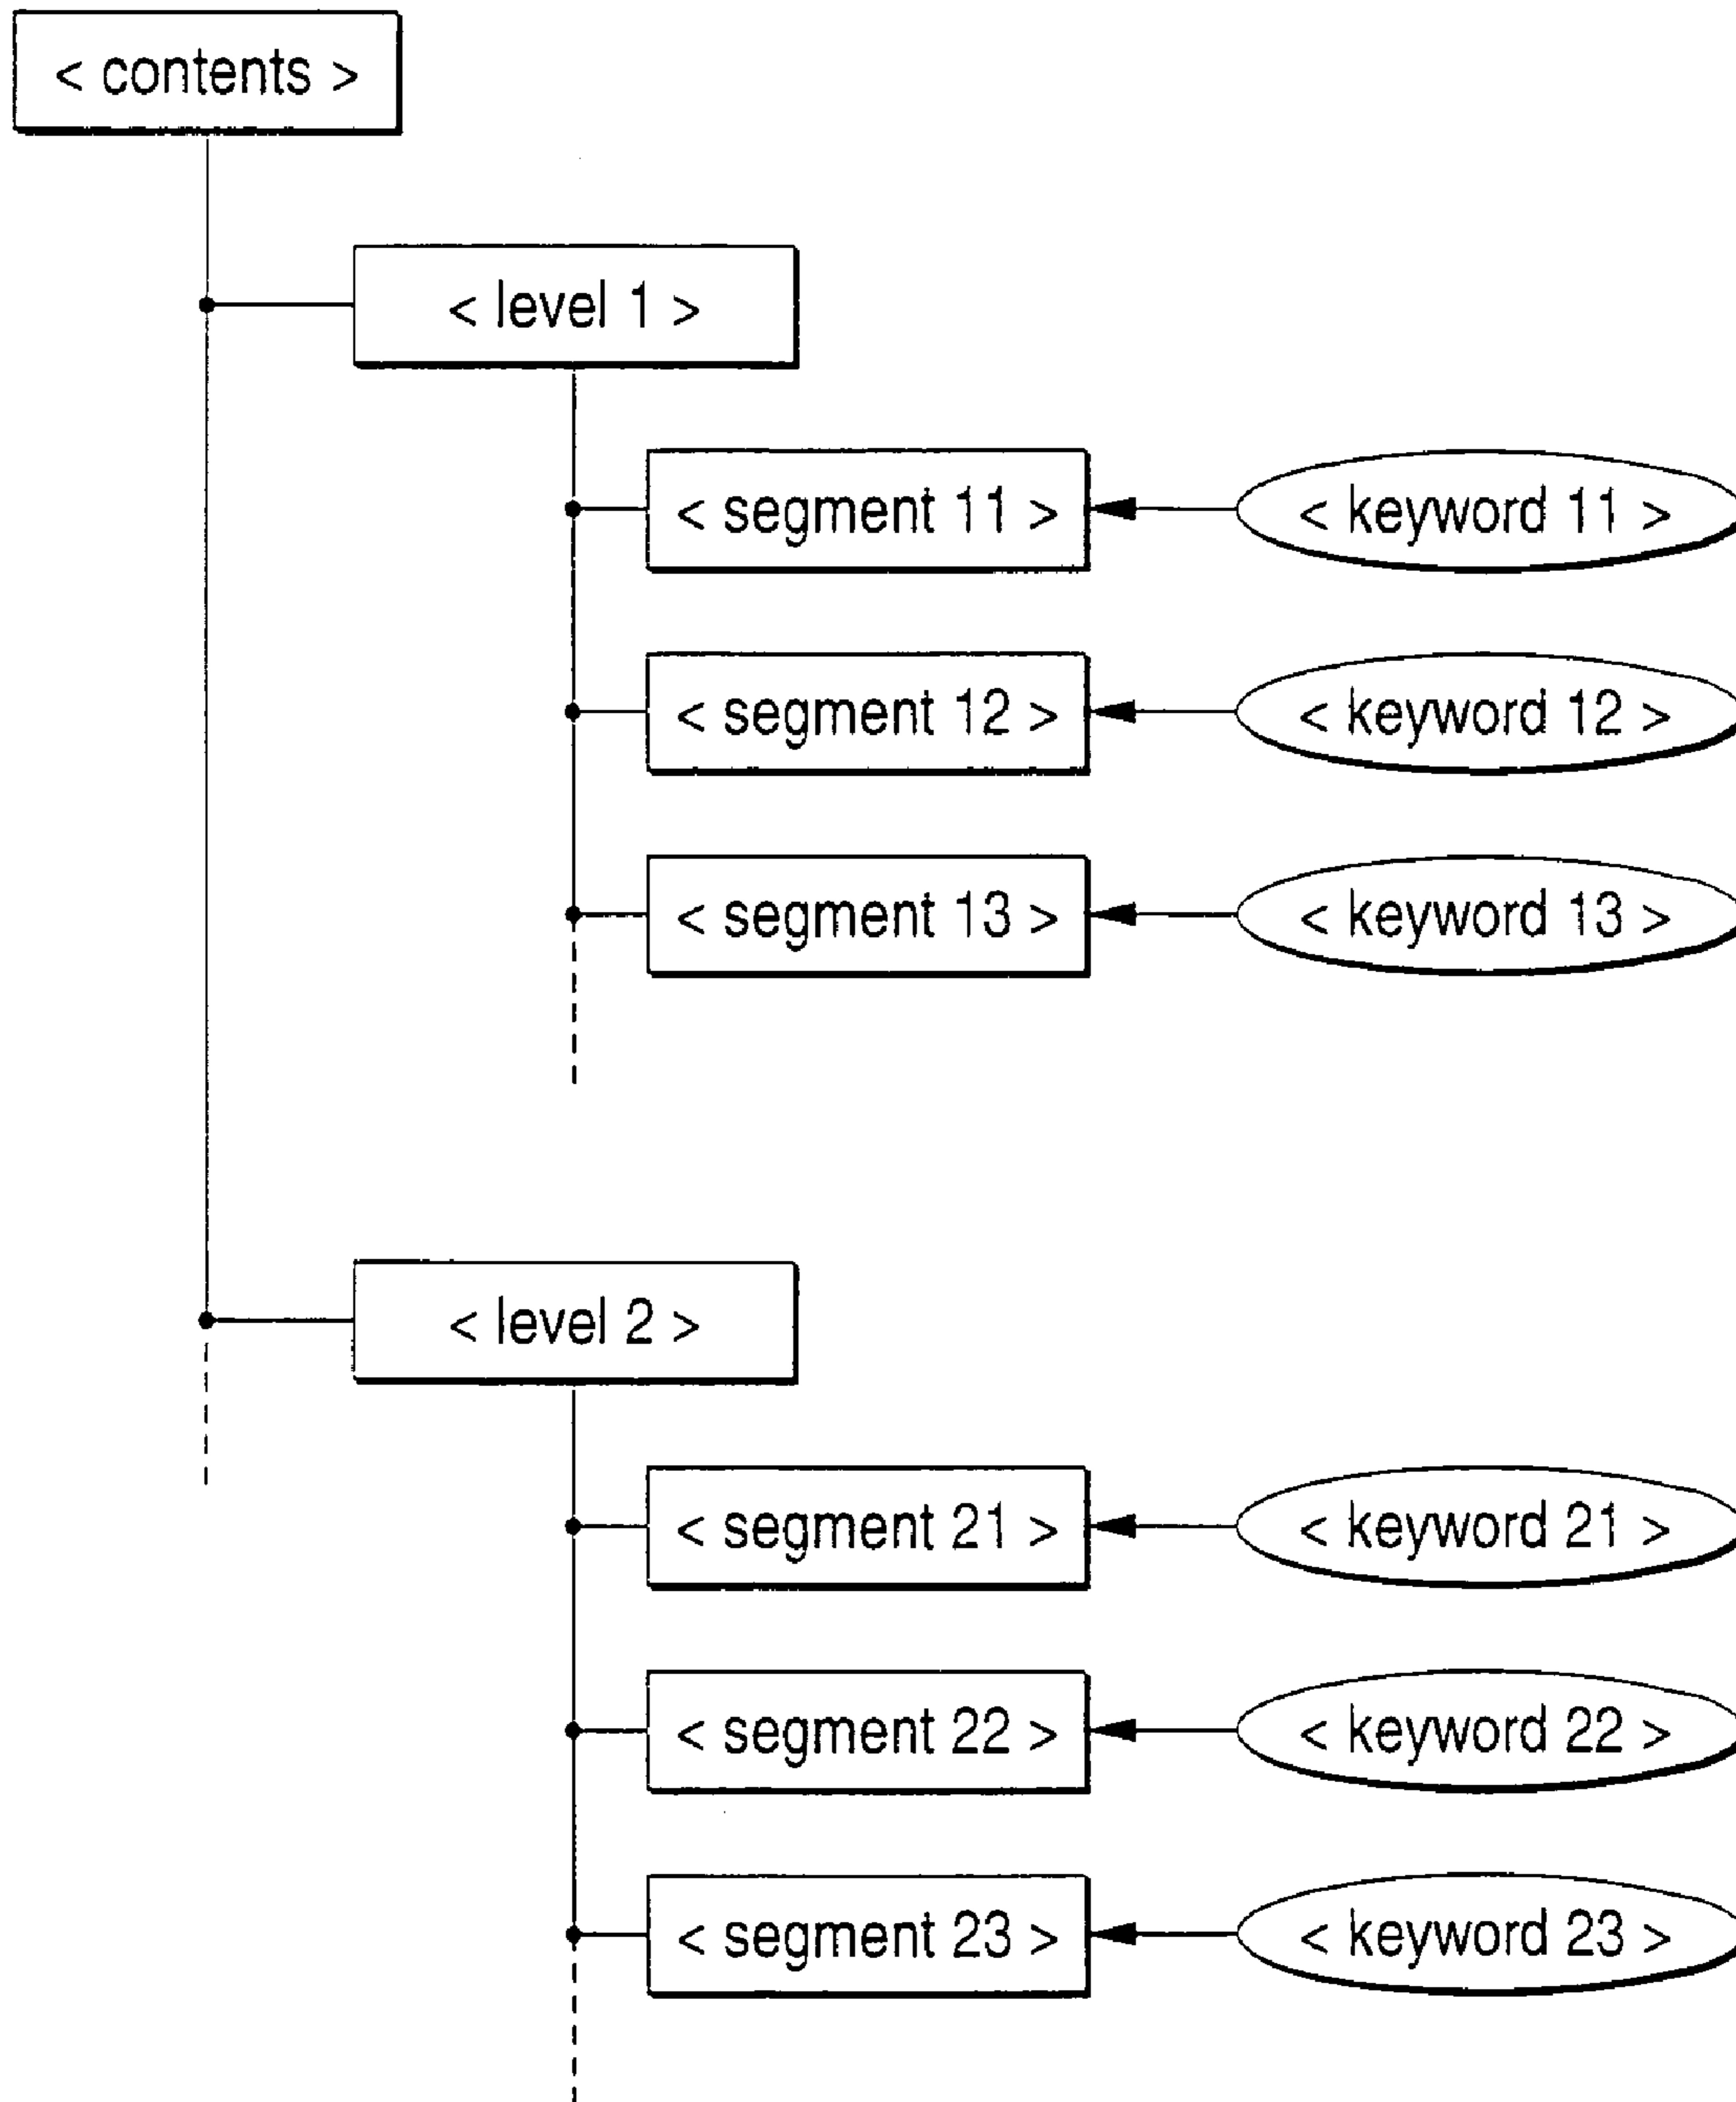 < contents >
< level 1 >
< segment 11 > < keyword 11 >
< segment 12 > < keyword 12 >
< segment 13 > < keyword 13 >
< level 2 >
< segment 21 > < keyword 21 >
< segment 22 > < keyword 22 >
< segment 23 > < keyword 23 >